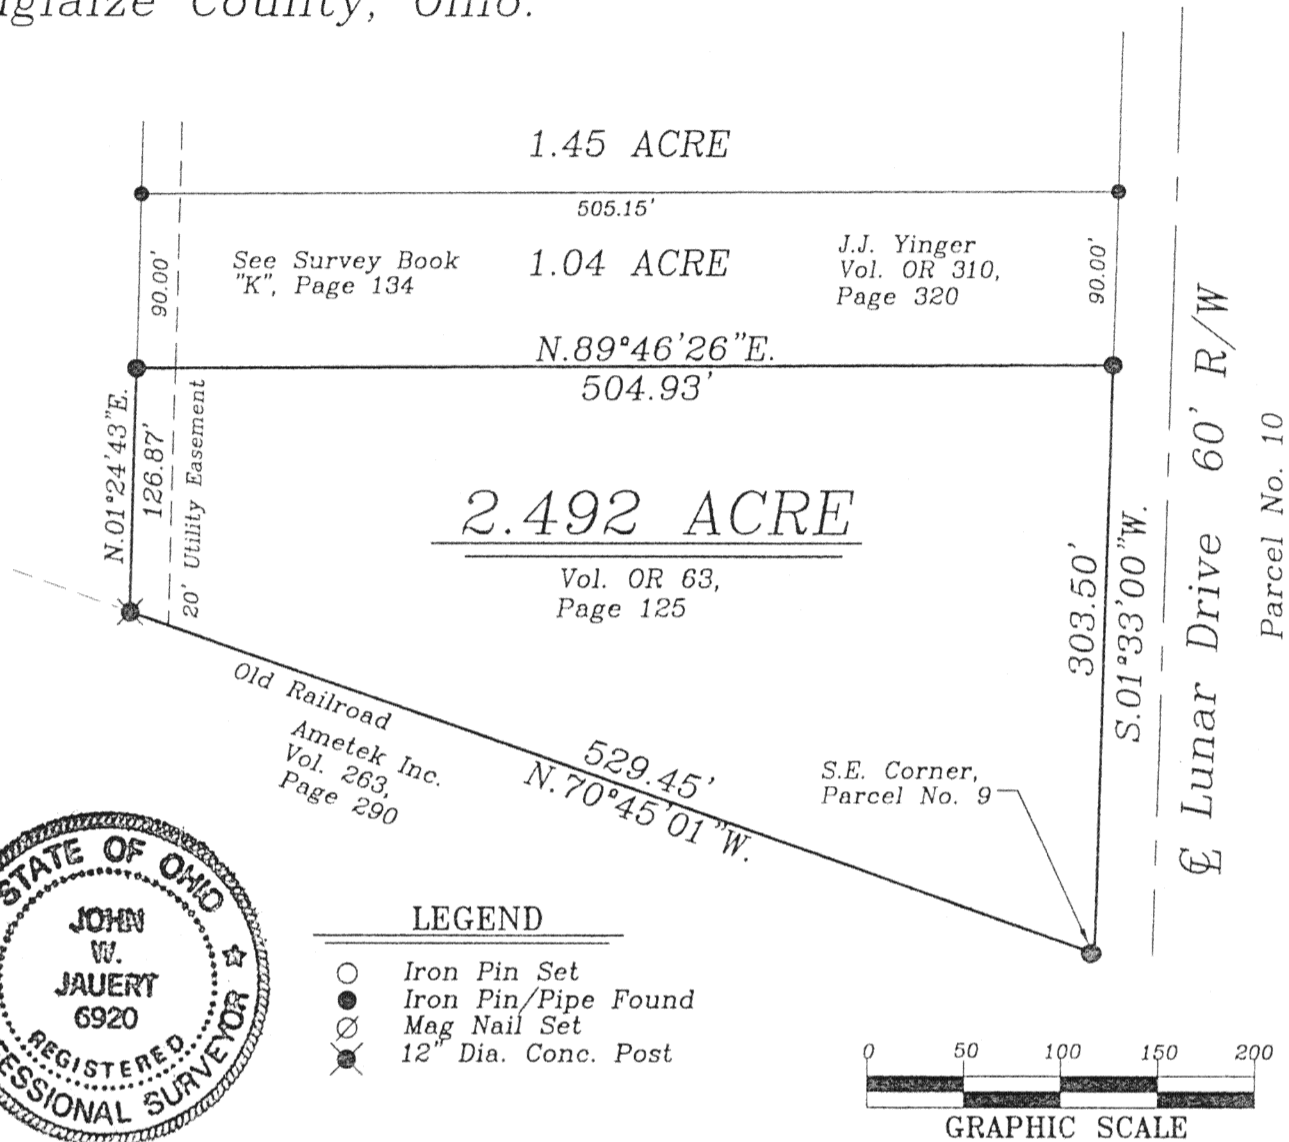 County, Ohio.
1.45 ACRE
505.15'
90.00'
See Survey Book
"K", Page 134
1.04 ACRE
J.J. Yinger
Vol. OR 310,
Page 320
90.00'
N.89°46'26"E.
504.93'
N.01°24'43"E.
126.87'
20' Utility Easement
2.492 ACRE
Vol. OR 63,
Page 125
303.50'
S.01°33'00"W.
℄ Lunar Drive 60' R/W
Parcel No. 10
Old Railroad
Ametek Inc.
Vol. 263,
Page 290
529.45'
N.70°45'01"W.
S.E. Corner,
Parcel No. 9
STATE OF OHIO
JOHN
W.
JAUERT
6920
REGISTERED
SURVEYOR
LEGEND
Iron Pin Set
Iron Pin/Pipe Found
Mag Nail Set
12" Dia. Conc. Post
0 50 100 150 200
GRAPHIC SCALE